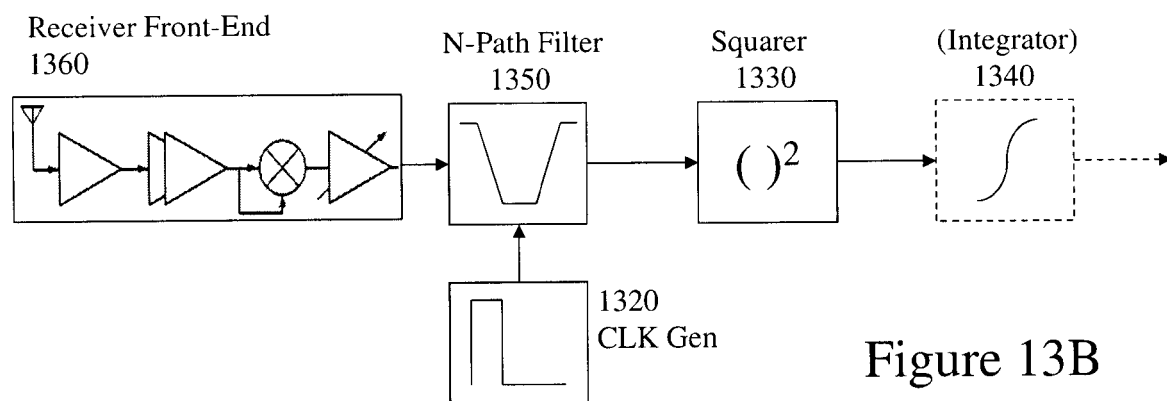 Receiver Front-End
1360
N-Path Filter
1350
Squarer
1330
(Integrator)
1340
( )2
1320
CLK Gen
Figure 13B